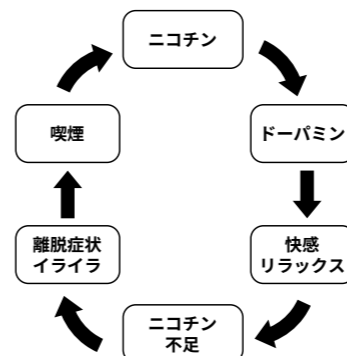 ニコチン
ドーパミン
快感
リラックス
ニコチン
不足
離脱症状
イライラ
喫煙